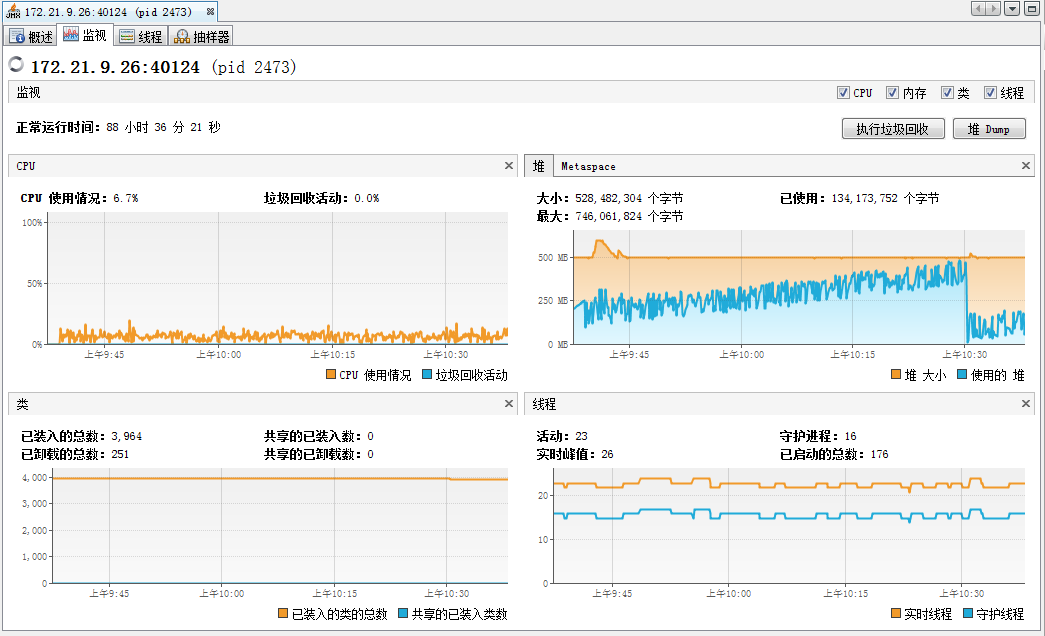 JMX 172.21.9.26:40124 (pid 2473)
概述 监视 线程 抽样器
172.21.9.26:40124 (pid 2473)
监视 CPU 内存 类 线程
正常运行时间: 88 小时 36 分 21 秒 执行垃圾回收 堆 Dump
CPU
CPU 使用情况: 6.7% 垃圾回收活动: 0.0%
100%
50%
0%
上午9:45 上午10:00 上午10:15 上午10:30
CPU 使用情况 垃圾回收活动
堆 Metaspace
大小: 528,482,304 个字节 已使用: 134,173,752 个字节
最大: 746,061,824 个字节
500 MB
250 MB
0 MB
上午9:45 上午10:00 上午10:15 上午10:30
堆 大小 使用的 堆
类
已装入的总数: 3,964 共享的已装入数: 0
已卸载的总数: 251 共享的已卸载数: 0
4,000
3,000
2,000
1,000
0
上午9:45 上午10:00 上午10:15 上午10:30
已装入的类的总数 共享的已装入类数
线程
活动: 23 守护进程: 16
实时峰值: 26 已启动的总数: 176
20
10
0
上午9:45 上午10:00 上午10:15 上午10:30
实时线程 守护线程